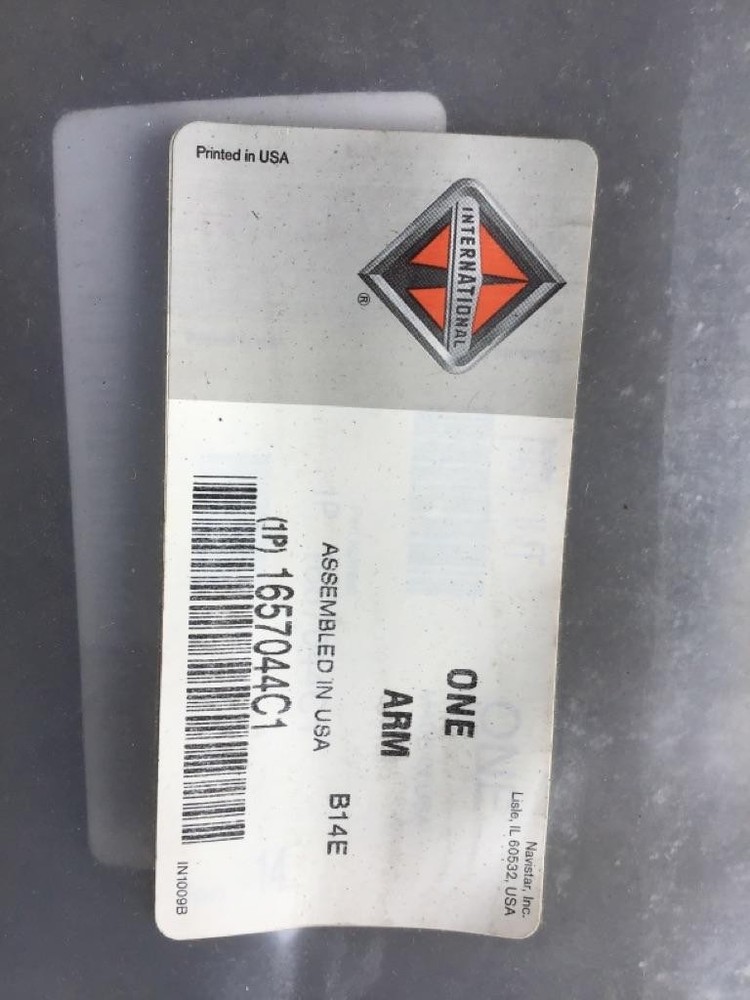 Printed in USA
INTERNATIONAL
®
Navistar, Inc.
Lisle, IL 60532, USA
ONE
ARM
ASSEMBLED IN USA B14E
(1P) 1657044C1
IN1009B